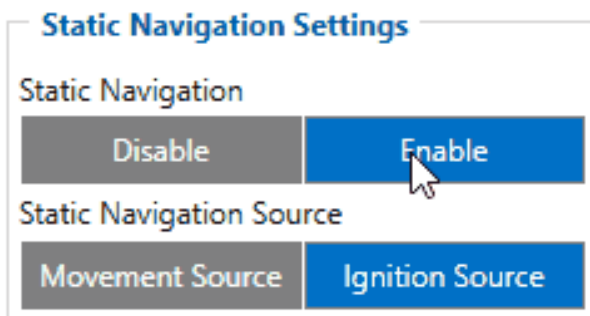 Static Navigation Settings
Static Navigation
Disable Enable
Static Navigation Source
Movement Source Ignition Source